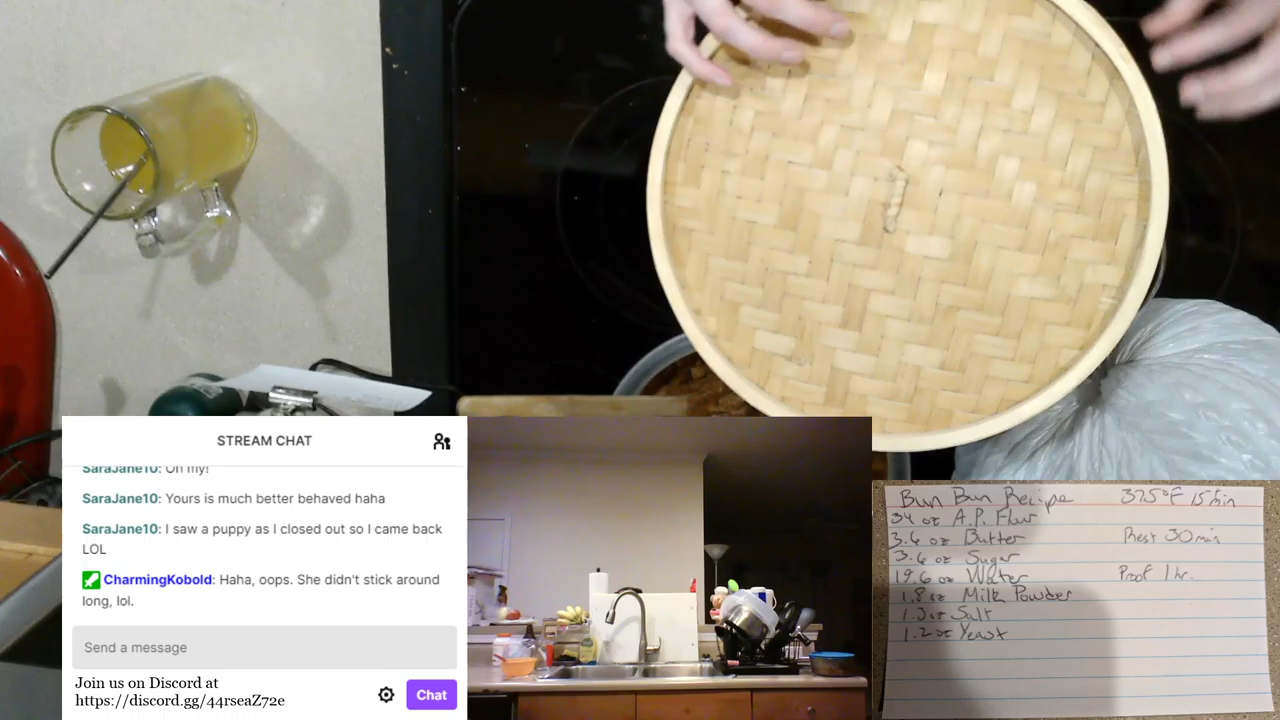 STREAM CHAT
SaraJane10: Oh my!
SaraJane10: Yours is much better behaved haha
SaraJane10: I saw a puppy as I closed out so I came back
LOL
CharmingKobold: Haha, oops. She didn't stick around
long, lol.
Send a message
Join us on Discord at
https://discord.gg/44rseaZ72e
Chat
Bun Bun Recipe 375°F 15 min
34 oz A.P. Flour
3.6 oz Butter
Rest 30 min
3.6 oz Sugar
19.6 oz Water
Proof 1 hr.
1.8 oz Milk Powder
Salt
1.2 oz Yeast